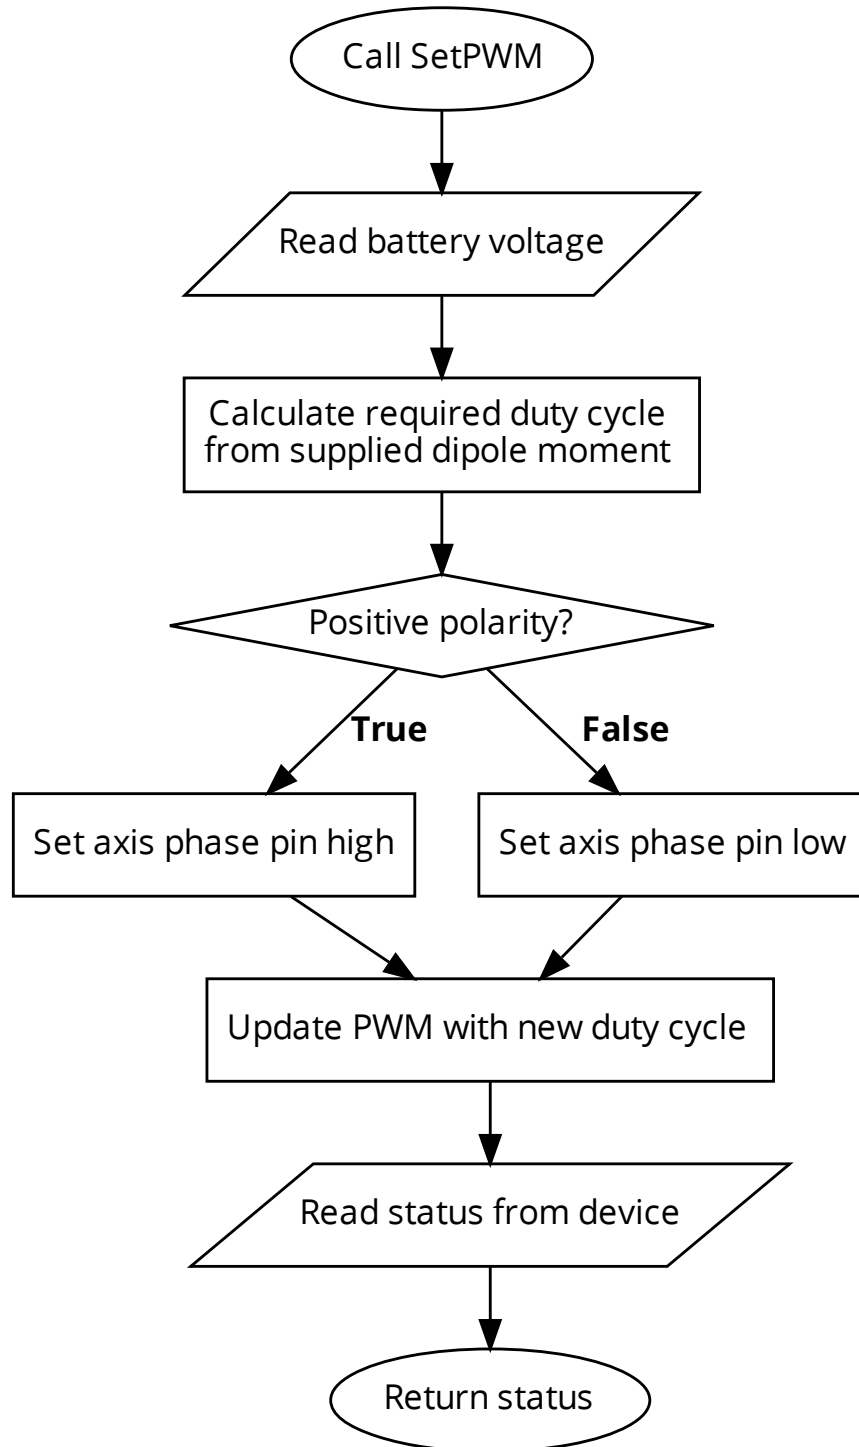 Call SetPWM
Read battery voltage
Calculate required duty cycle
from supplied dipole moment
Positive polarity?
True
False
Set axis phase pin high
Set axis phase pin low
Update PWM with new duty cycle
Read status from device
Return status